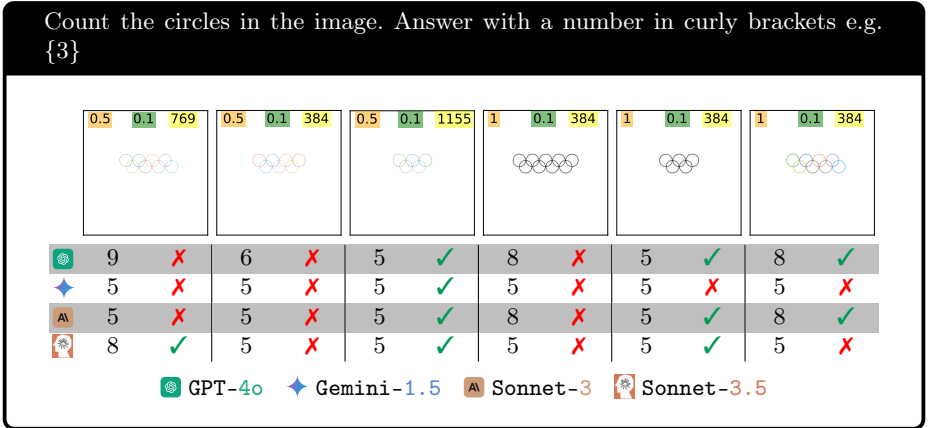 Count the circles in the image. Answer with a number in curly brackets e.g.
{3}
0.5 0.1 769 0.5 0.1 384 0.5 0.1 1155 1 0.1 384 1 0.1 384 1 0.1 384
9 ✗ 6 ✗ 5 ✓ 8 ✗ 5 ✓ 8 ✓
5 ✗ 5 ✗ 5 ✓ 5 ✗ 5 ✗ 5 ✗
A\ 5 ✗ 5 ✗ 5 ✓ 8 ✗ 5 ✓ 8 ✓
8 ✓ 5 ✗ 5 ✓ 5 ✗ 5 ✓ 5 ✗
GPT-4o Gemini-1.5 A\ Sonnet-3 Sonnet-3.5